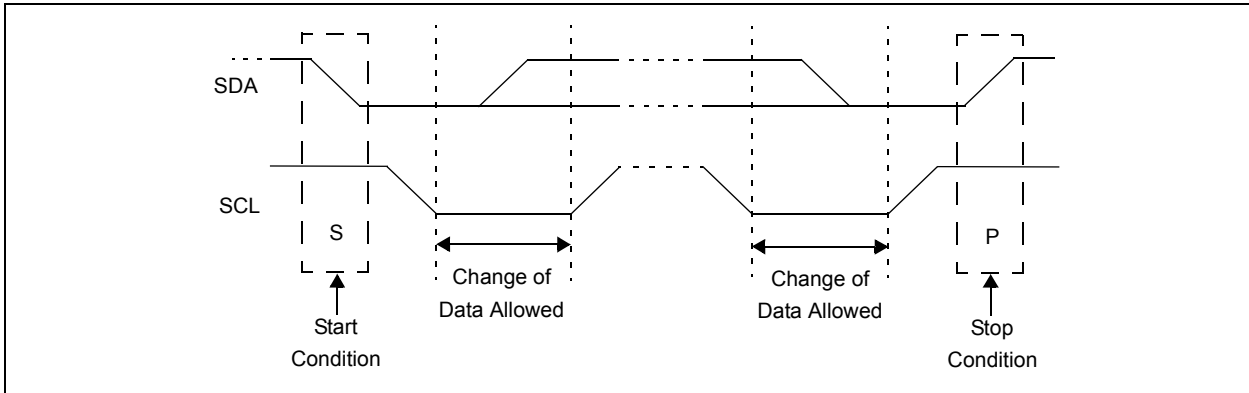 SDA
SCL
S
P
Change of
Data Allowed
Change of
Data Allowed
Start
Condition
Stop
Condition